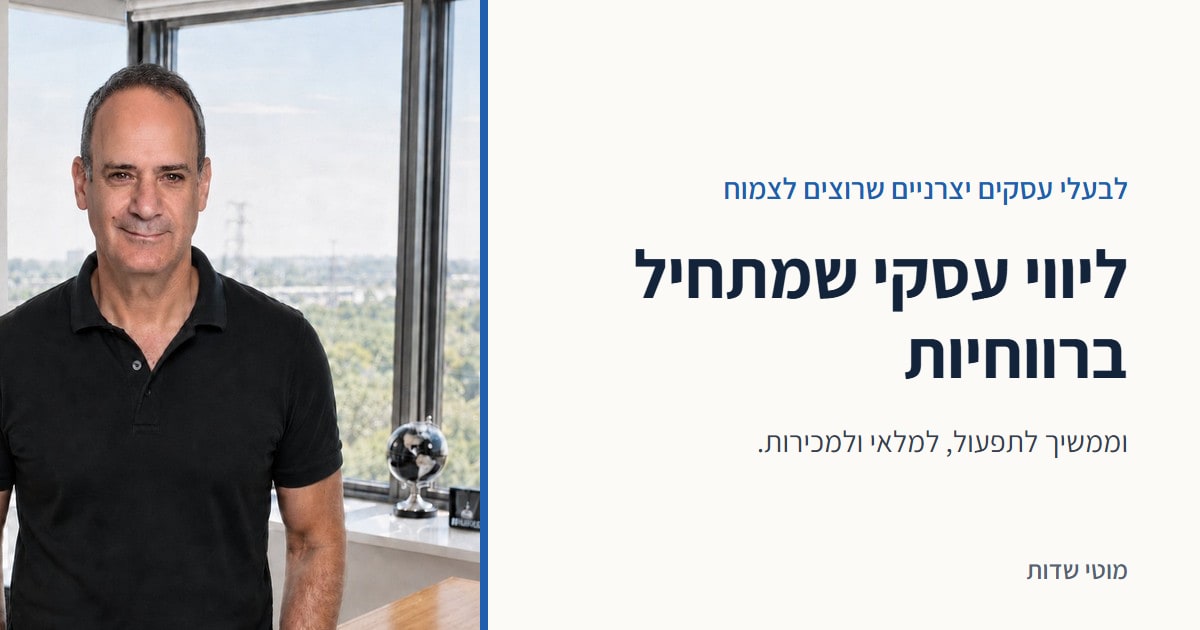 לבעלי עסקים יצרניים שרוצים לצמוח
ליווי עסקי שמתחיל
ברווחיות
וממשיך לתפעול, למלאי ולמכירות.
מוטי שדות